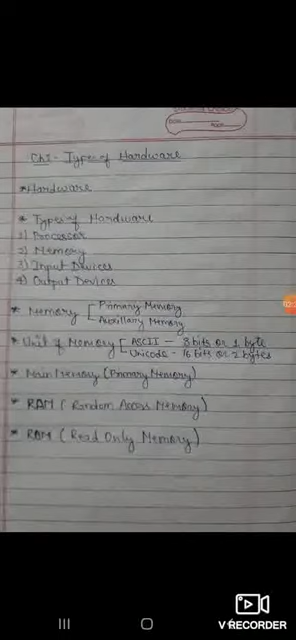 Ch1 - Types of Hardware
* Hardware
* Types of Hardware
1) Processor
2) Memory
3) Input Devices
4) Output Devices
* Memory [ Primary Memory
Auxillary Memory
* Unit of Memory [ ASCII - 8 bits or 1 byte
Unicode - 16 bits or 2 bytes
* Main Memory (Primary Memory)
* RAM (Random Access Memory)
* ROM (Read Only Memory)
V RECORDER